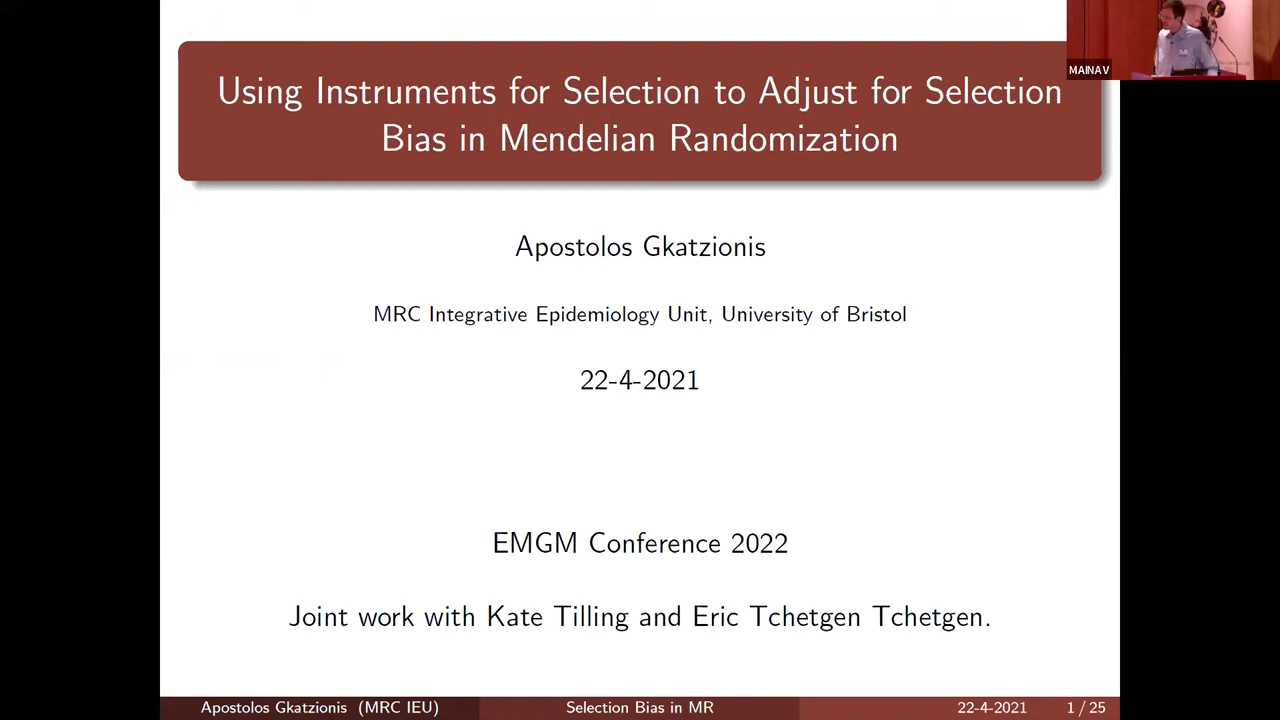 Using Instruments for Selection to Adjust for Selection
Bias in Mendelian Randomization
MAINAV
Apostolos Gkatzionis
MRC Integrative Epidemiology Unit, University of Bristol
22-4-2021
EMGM Conference 2022
Joint work with Kate Tilling and Eric Tchetgen Tchetgen.
Apostolos Gkatzionis (MRC IEU)
Selection Bias in MR
22-4-2021
1 / 25